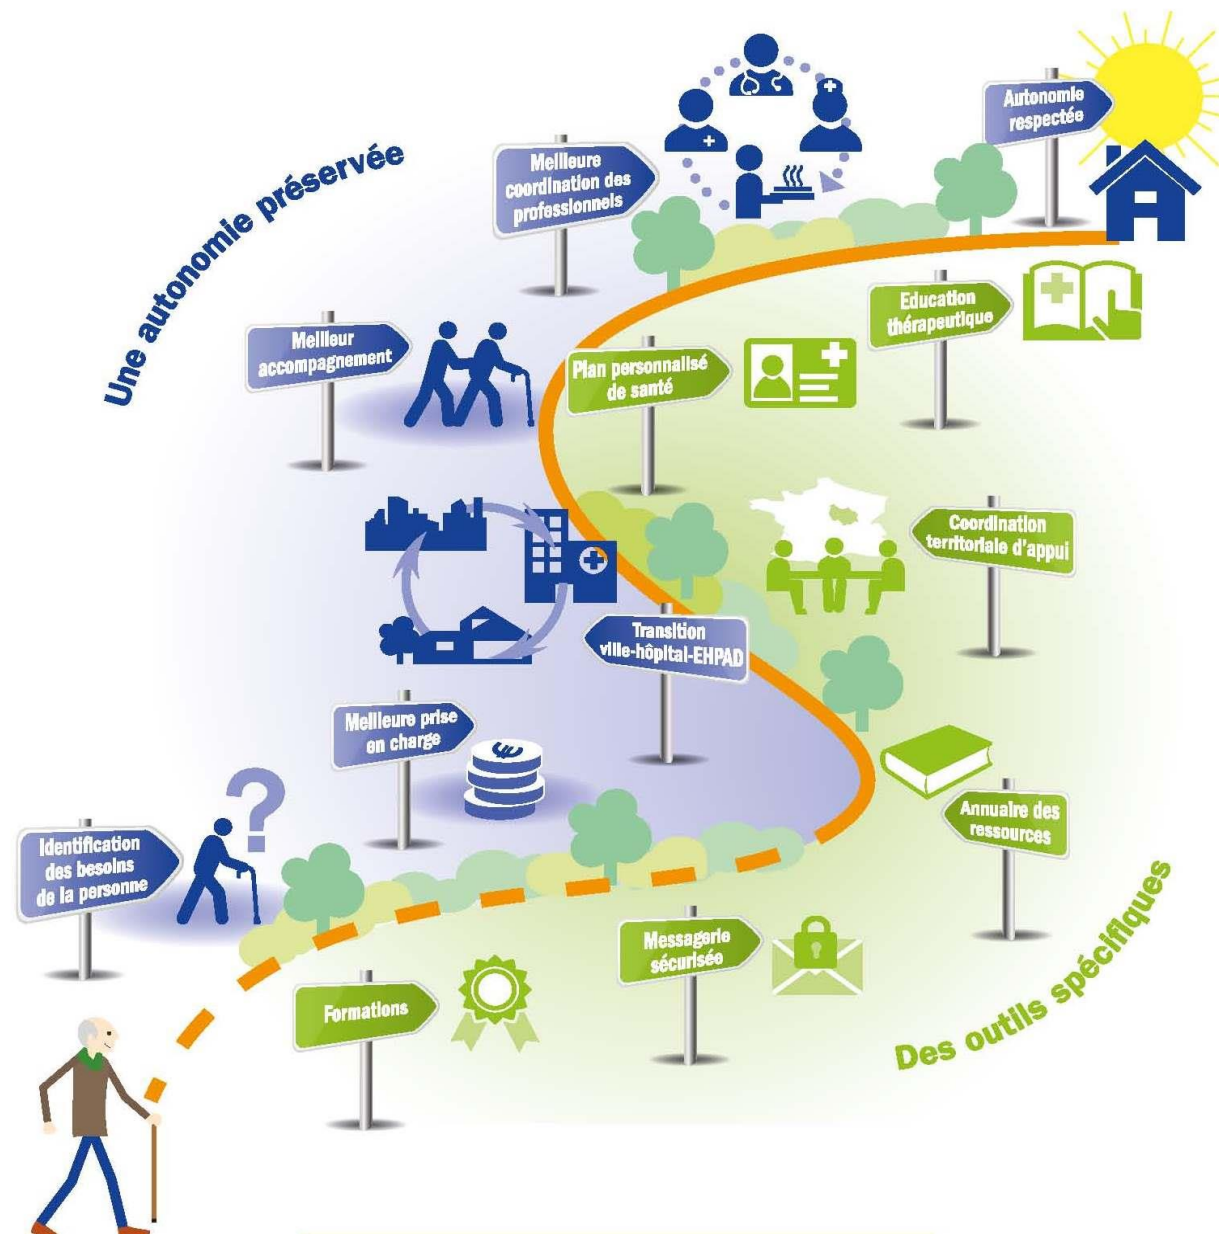 Autonomie
respectée
Meilleure
coordination des
professionnels
Une autonomie préservée
Education
thérapeutique
Meilleur
accompagnement
Plan personnalisé
de santé
Coordination
territoriale d'appui
Transition
ville-hôpital-EHPAD
Meilleure prise
en charge
Annuaire des
ressources
Identification
des besoins
de la personne
Messagerie
sécurisée
Formations
Des outils spécifiques